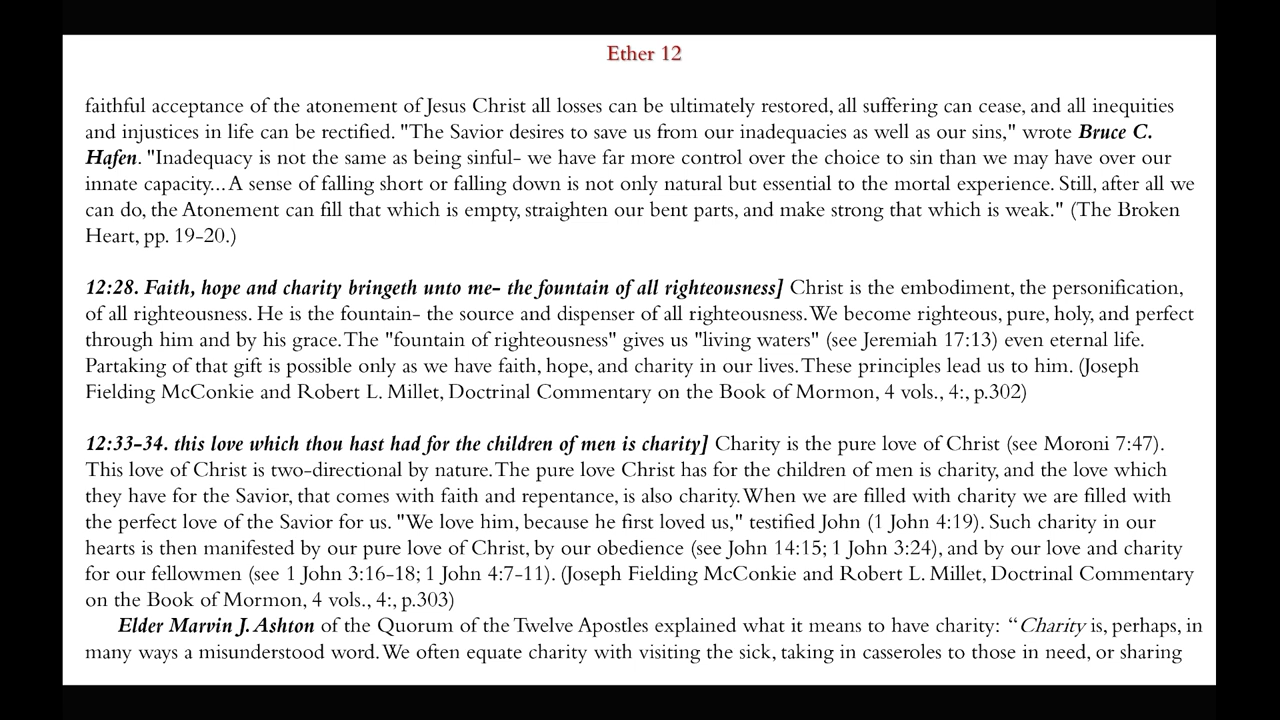 Ether 12
faithful acceptance of the atonement of Jesus Christ all losses can be ultimately restored, all suffering can cease, and all inequities
and injustices in life can be rectified. "The Savior desires to save us from our inadequacies as well as our sins," wrote Bruce C.
Hafen. "Inadequacy is not the same as being sinful- we have far more control over the choice to sin than we may have over our
innate capacity... A sense of falling short or falling down is not only natural but essential to the mortal experience. Still, after all we
can do, the Atonement can fill that which is empty, straighten our bent parts, and make strong that which is weak." (The Broken
Heart, pp. 19-20.)
12:28. Faith, hope and charity bringeth unto me- the fountain of all righteousness] Christ is the embodiment, the personification,
of all righteousness. He is the fountain- the source and dispenser of all righteousness. We become righteous, pure, holy, and perfect
through him and by his grace. The "fountain of righteousness" gives us "living waters" (see Jeremiah 17:13) even eternal life.
Partaking of that gift is possible only as we have faith, hope, and charity in our lives. These principles lead us to him. (Joseph
Fielding McConkie and Robert L. Millet, Doctrinal Commentary on the Book of Mormon, 4 vols., 4:, p.302)
12:33-34. this love which thou hast had for the children of men is charity] Charity is the pure love of Christ (see Moroni 7:47).
This love of Christ is two-directional by nature. The pure love Christ has for the children of men is charity, and the love which
they have for the Savior, that comes with faith and repentance, is also charity. When we are filled with charity we are filled with
the perfect love of the Savior for us. "We love him, because he first loved us," testified John (1 John 4:19). Such charity in our
hearts is then manifested by our pure love of Christ, by our obedience (see John 14:15; 1 John 3:24), and by our love and charity
for our fellowmen (see 1 John 3:16-18; 1 John 4:7-11). (Joseph Fielding McConkie and Robert L. Millet, Doctrinal Commentary
on the Book of Mormon, 4 vols., 4:, p.303)
Elder Marvin J. Ashton of the Quorum of the Twelve Apostles explained what it means to have charity: “Charity is, perhaps, in
many ways a misunderstood word. We often equate charity with visiting the sick, taking in casseroles to those in need, or sharing